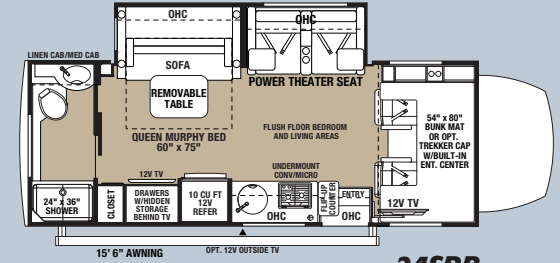 OHC
OHC
LINEN CAB/MED CAB
SOFA
POWER THEATER SEAT
REMOVABLE
TABLE
QUEEN MURPHY BED
60" x 75"
FLUSH FLOOR BEDROOM
AND LIVING AREAS
54" x 80"
BUNK MAT
OR OPT.
TREKKER CAP
W/BUILT-IN
ENT. CENTER
UNDERMOUNT
CONV/MICRO
12V TV
24" x 36"
SHOWER
CLOSET
DRAWERS
W/HIDDEN
STORAGE
BEHIND TV
10 CU FT
12V
REFER
OHC
FLIP-UP
COUNTER
ENTRY
OHC
12V TV
15' 6" AWNING
OPT. 12V OUTSIDE TV